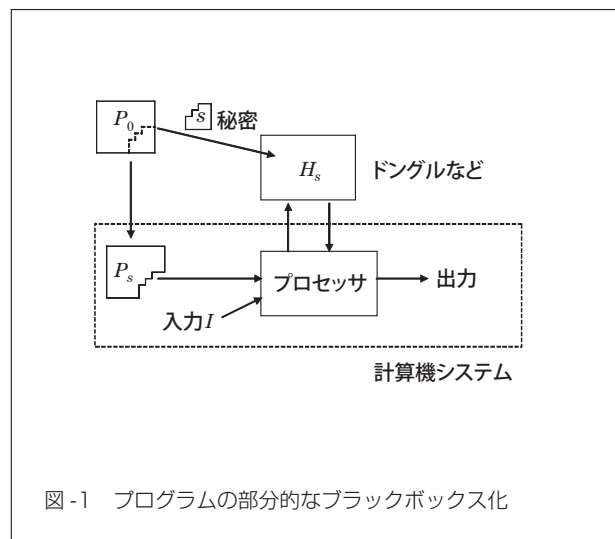 P0
s 秘密
Hs
ドングルなど
Ps
プロセッサ
出力
入力I
計算機システム
図-1 プログラムの部分的なブラックボックス化